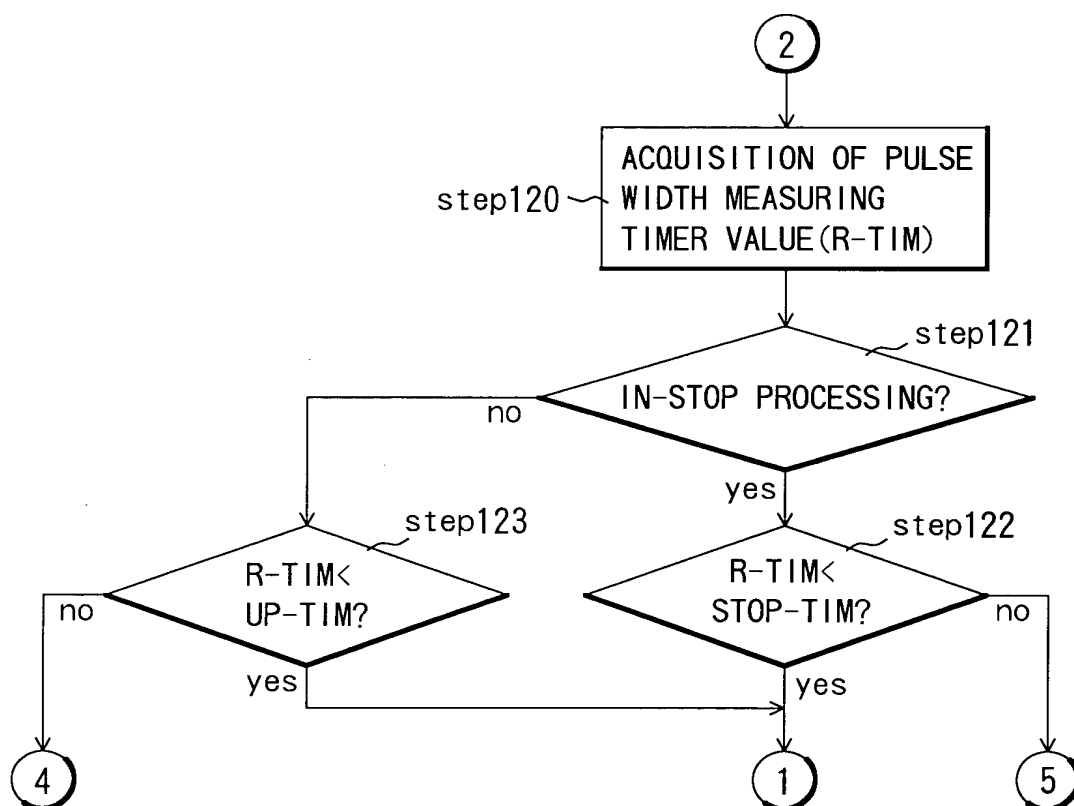 2
ACQUISITION OF PULSE
step120
WIDTH MEASURING
TIMER VALUE(R-TIM)
step121
IN-STOP PROCESSING?
no
yes
step123
step122
R-TIM<
UP-TIM?
no
yes
R-TIM<
STOP-TIM?
no
yes
4
1
5